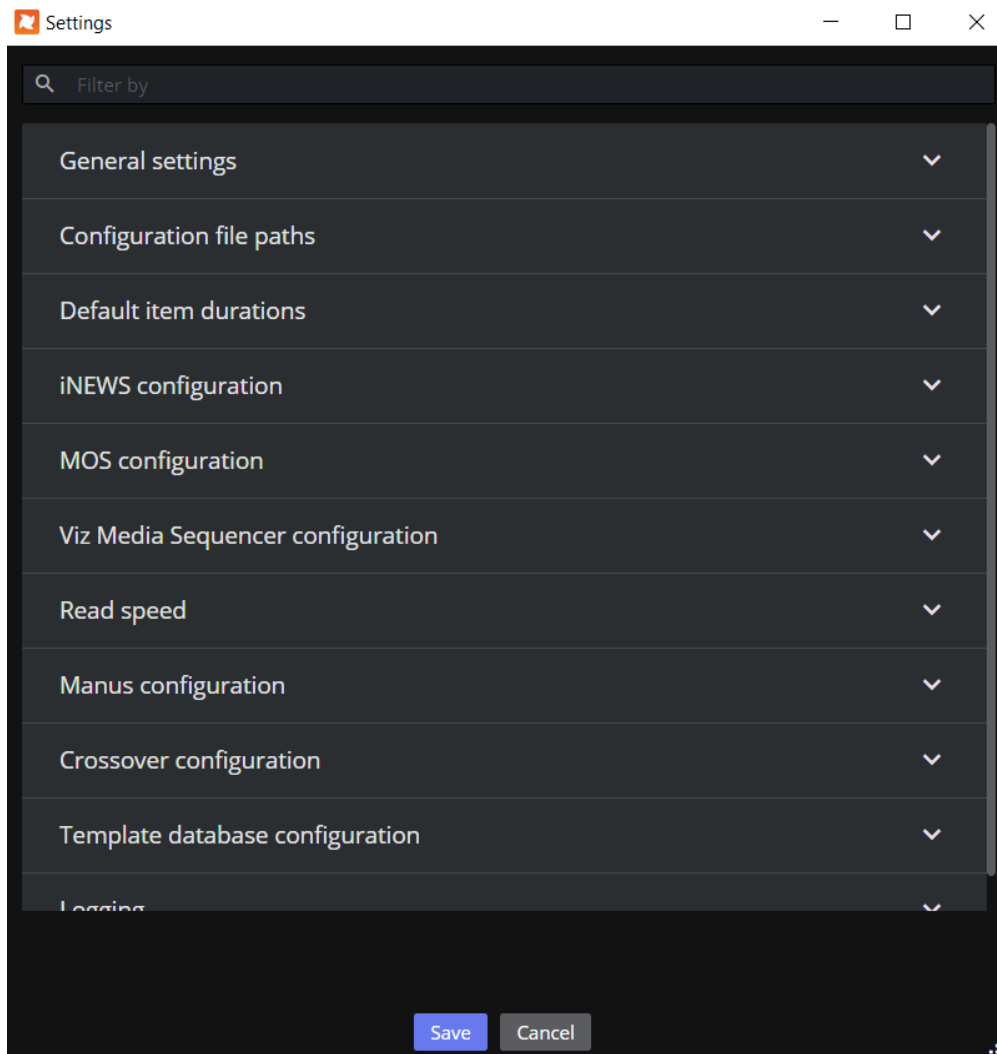 Settings
Filter by
General settings
Configuration file paths
Default item durations
iNEWS configuration
MOS configuration
Viz Media Sequencer configuration
Read speed
Manus configuration
Crossover configuration
Template database configuration
Logging
Save Cancel